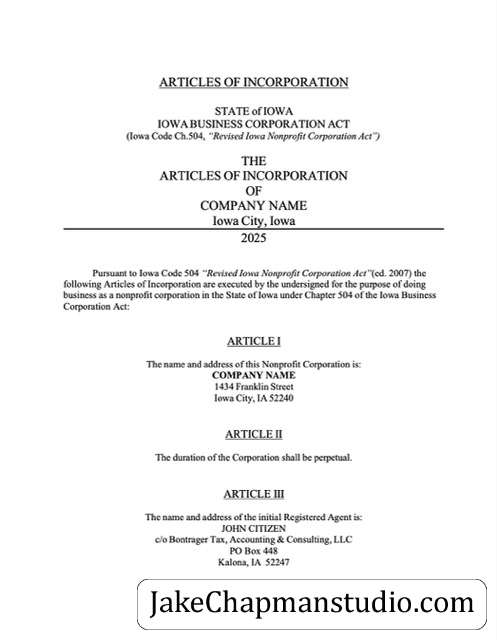 ARTICLES OF INCORPORATION
STATE of IOWA
IOWA BUSINESS CORPORATION ACT
(Iowa Code Ch.504, “Revised Iowa Nonprofit Corporation Act”)
THE
ARTICLES OF INCORPORATION
OF
COMPANY NAME
Iowa City, Iowa
2025
Pursuant to Iowa Code 504 “Revised Iowa Nonprofit Corporation Act”(ed. 2007) the
following Articles of Incorporation are executed by the undersigned for the purpose of doing
business as a nonprofit corporation in the State of Iowa under Chapter 504 of the Iowa Business
Corporation Act:
ARTICLE I
The name and address of this Nonprofit Corporation is:
COMPANY NAME
1434 Franklin Street
Iowa City, IA 52240
ARTICLE II
The duration of the Corporation shall be perpetual.
ARTICLE III
The name and address of the initial Registered Agent is:
JOHN CITIZEN
c/o Bontrager Tax, Accounting & Consulting, LLC
PO Box 448
Kalona, IA 52247
JakeChapmanstudio.com